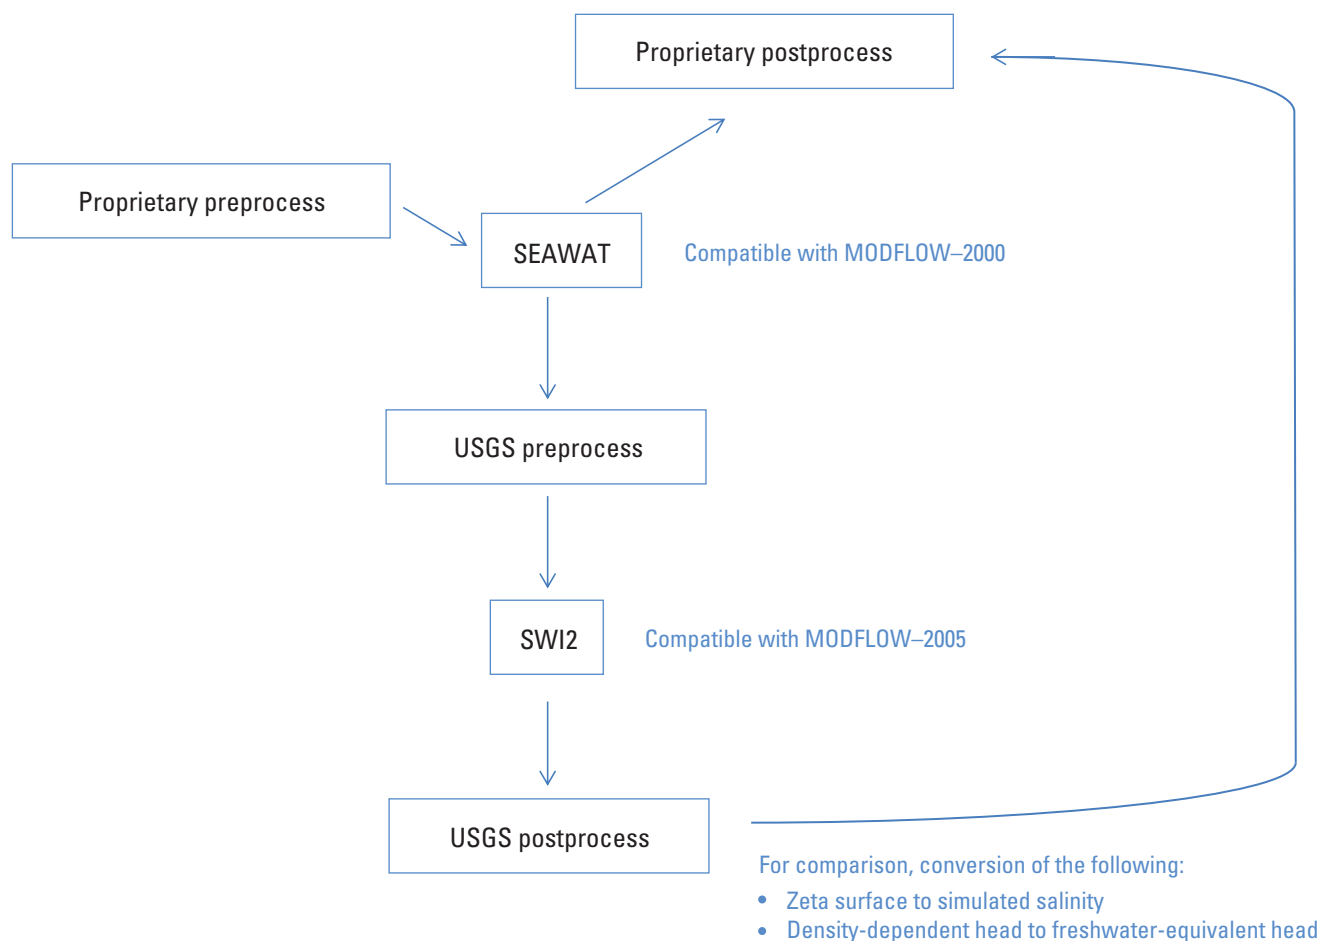 Proprietary postprocess
Proprietary preprocess
SEAWAT
Compatible with MODFLOW–2000
USGS preprocess
SWI2
Compatible with MODFLOW–2005
USGS postprocess
For comparison, conversion of the following:
• Zeta surface to simulated salinity
• Density-dependent head to freshwater-equivalent head